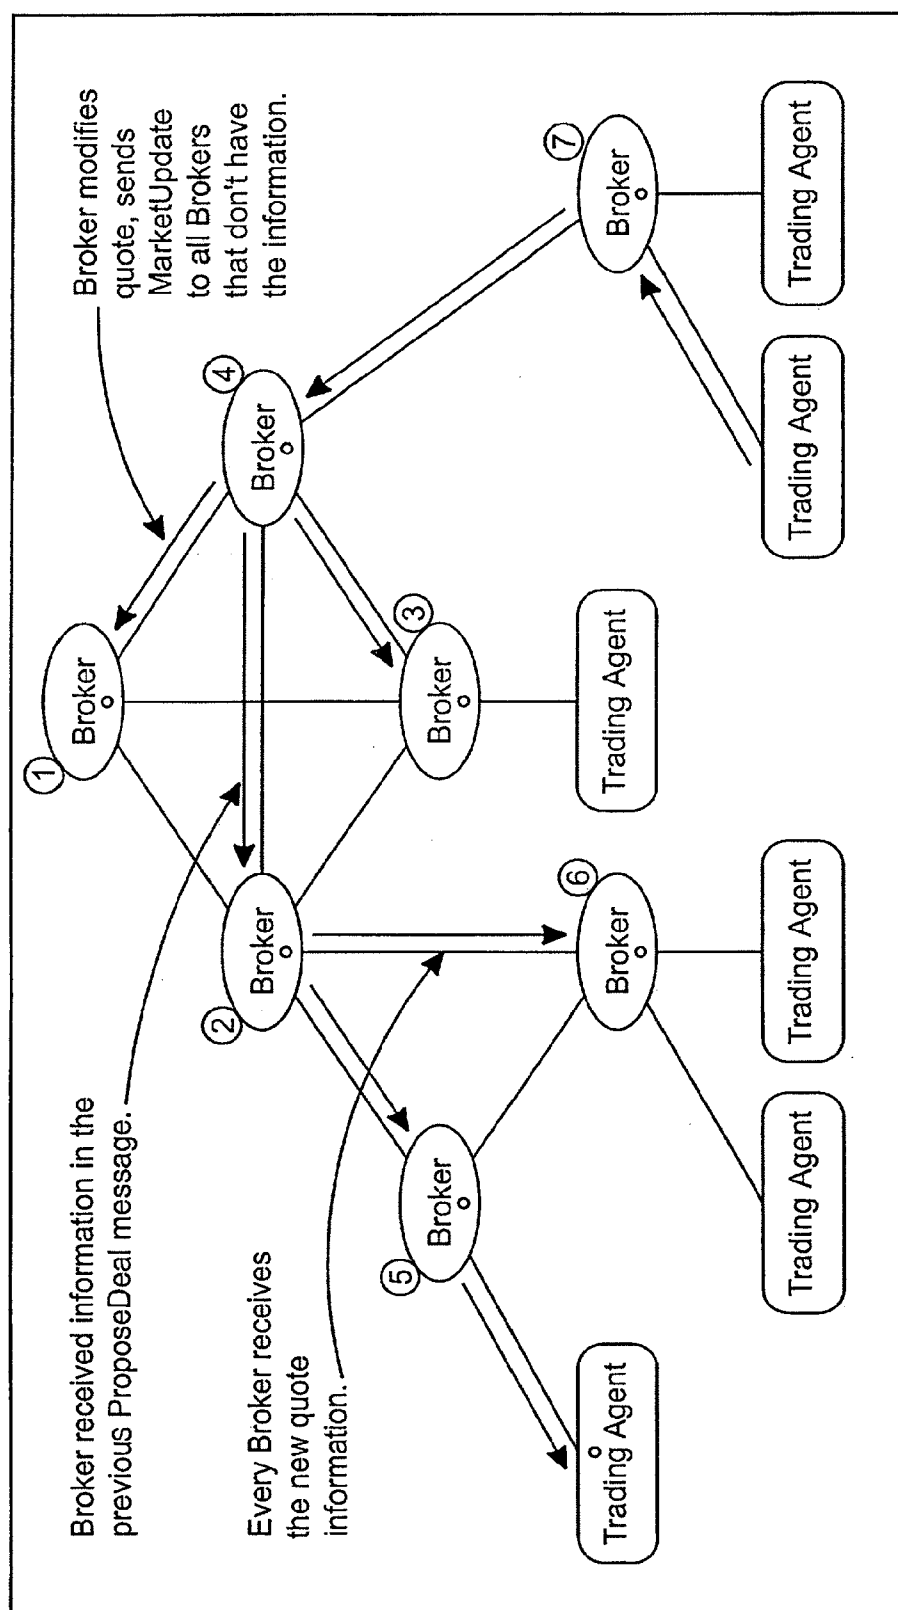 Broker modifies
quote, sends
MarketUpdate
to all Brokers
that don't have
the information.
Broker received information in the
previous ProposeDeal message.
Every Broker receives
the new quote
information.
1
Broker
2
Broker
4
Broker
3
Broker
5
Broker
6
Broker
7
Broker
Trading Agent
Trading Agent
Trading Agent
Trading Agent
Trading Agent
Trading Agent